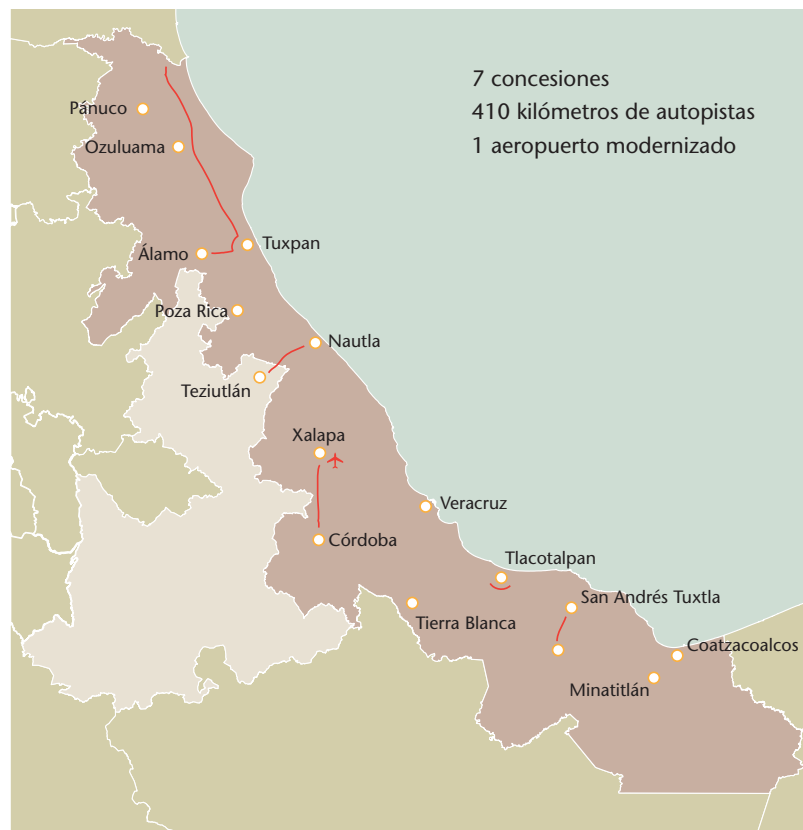 7 concesiones
410 kilómetros de autopistas
1 aeropuerto modernizado
Pánuco
Ozuluama
Tuxpan
Álamo
Poza Rica
Nautla
Teziutlán
Xalapa
Veracruz
Córdoba
Tlacotalpan
San Andrés Tuxtla
Tierra Blanca
Coatzacoalcos
Minatitlán